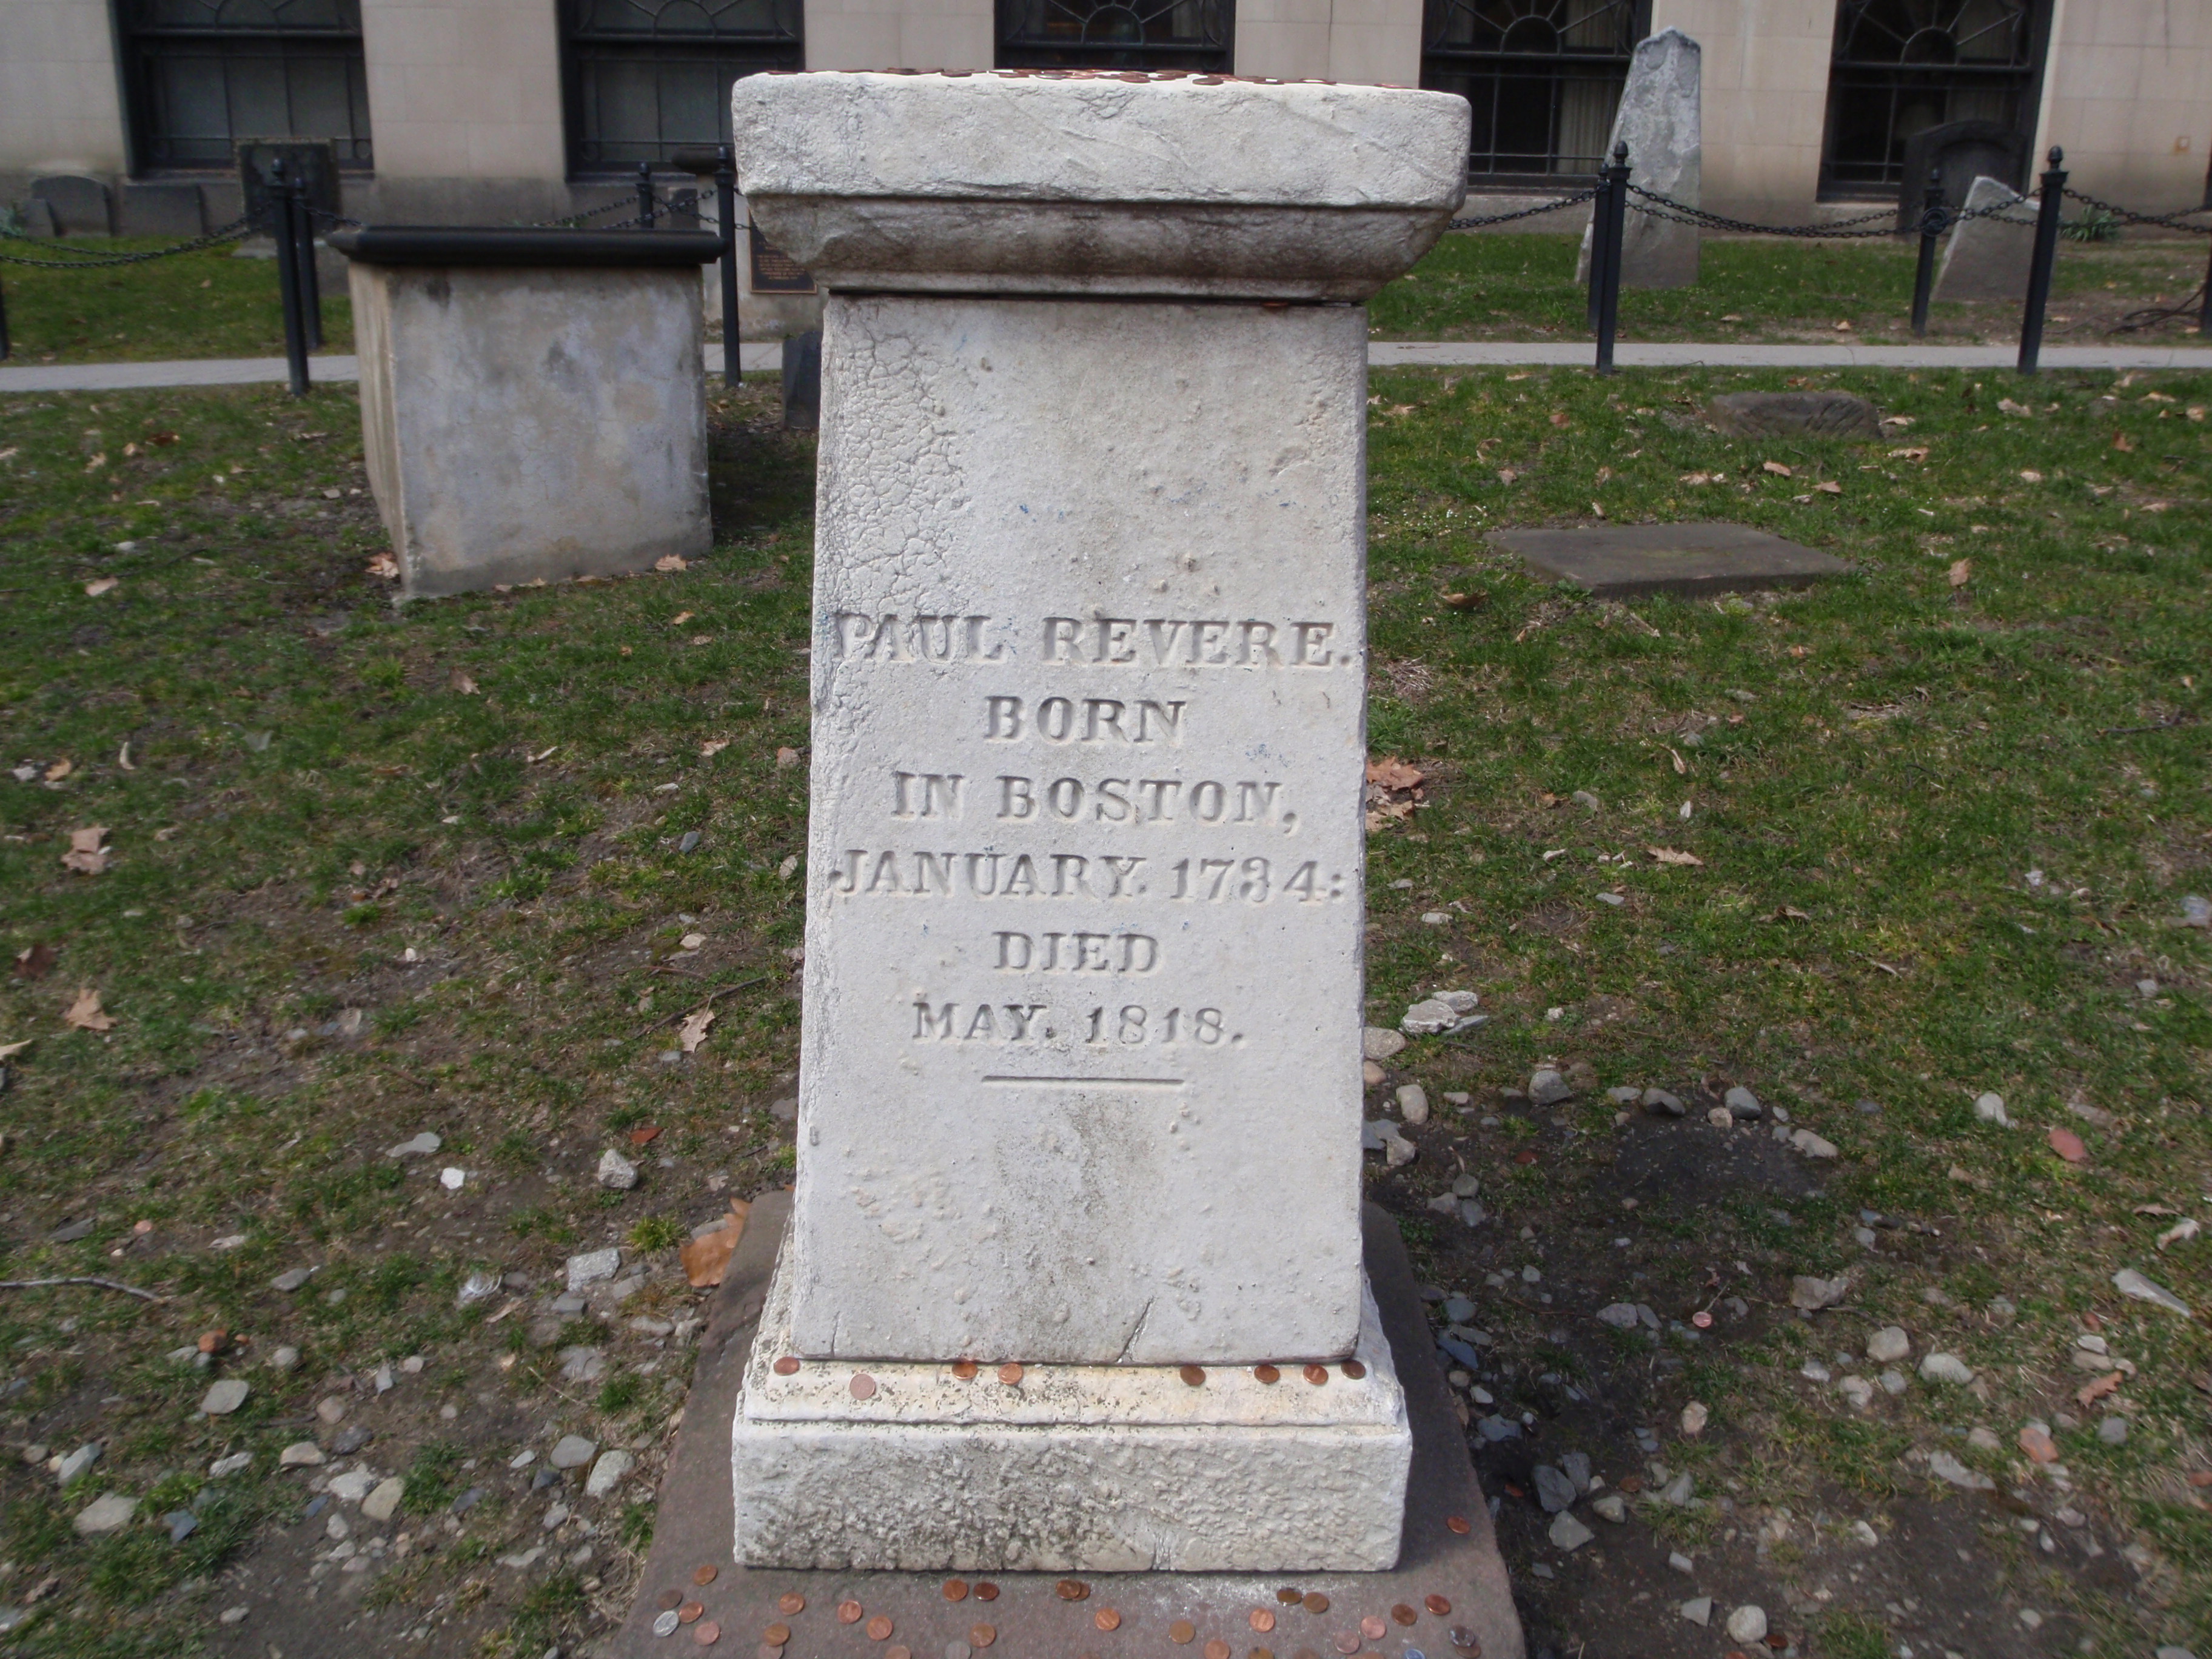 PAUL REVERE.
BORN
IN BOSTON,
JANUARY. 1734:
DIED
MAY. 1818.